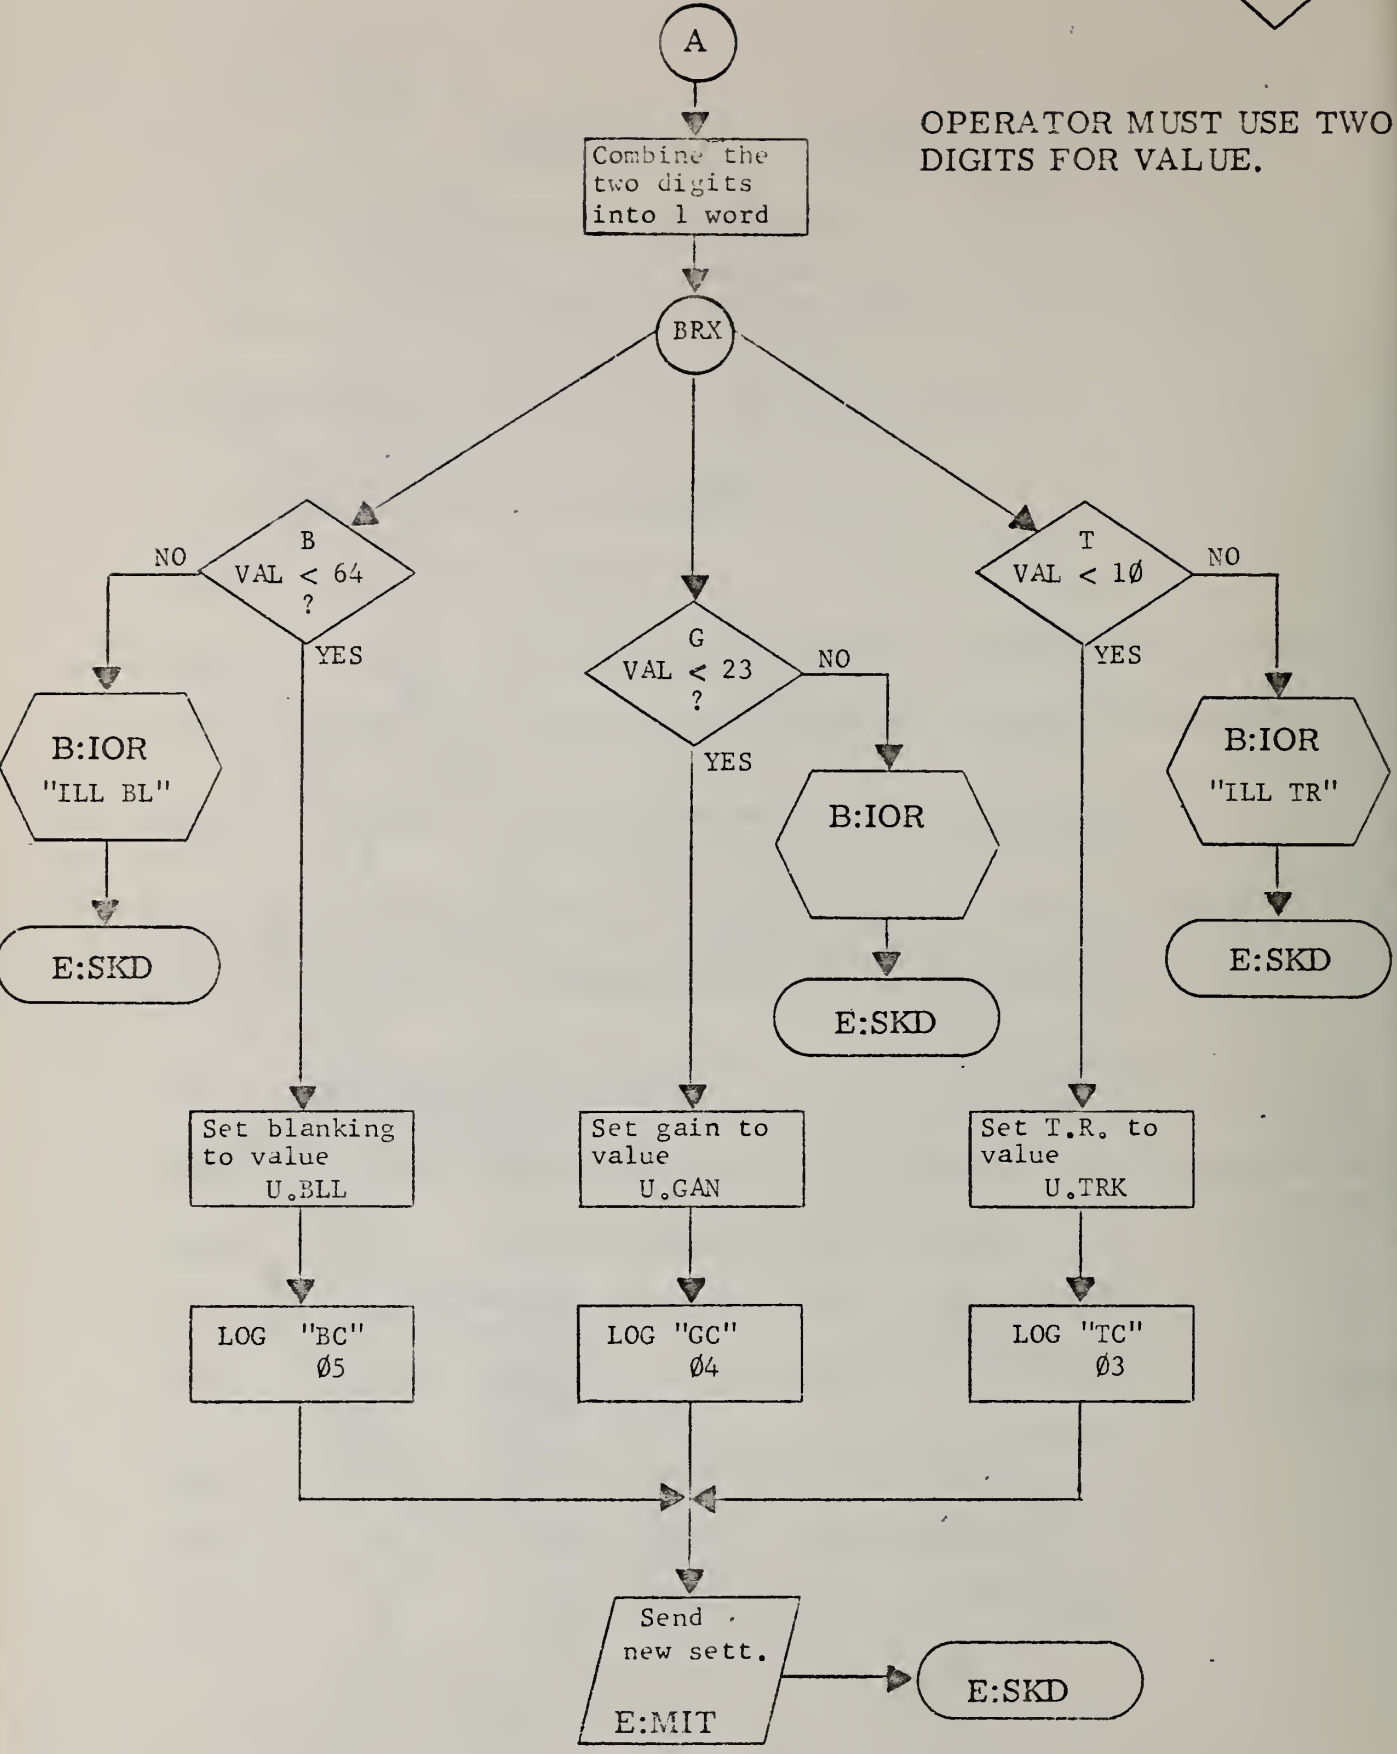 A
OPERATOR MUST USE TWO
DIGITS FOR VALUE.
Combine the
two digits
into 1 word
BRX
B
VAL < 64
?
NO
YES
T
VAL < 1Ø
NO
YES
G
VAL < 23
?
NO
YES
B:IOR
"ILL BL"
B:IOR
B:IOR
"ILL TR"
E:SKD
E:SKD
E:SKD
Set blanking
to value
U.BLL
Set gain to
value
U.GAN
Set T.R. to
value
U.TRK
LOG "BC"
Ø5
LOG "GC"
Ø4
LOG "TC"
Ø3
Send
new sett.
E:MIT
E:SKD